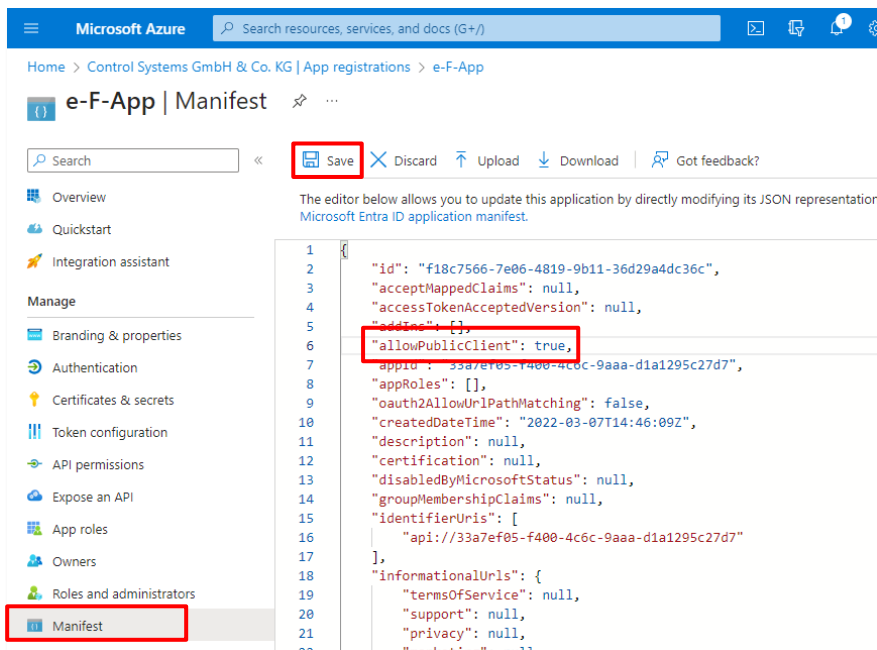 Microsoft Azure
Search resources, services, and docs (G+/)
1
Home > Control Systems GmbH & Co. KG | App registrations > e-F-App
e-F-App | Manifest
Search
«
Save
Discard
Upload
Download
Got feedback?
Overview
Quickstart
Integration assistant
Manage
Branding & properties
Authentication
Certificates & secrets
Token configuration
API permissions
Expose an API
App roles
Owners
Roles and administrators
Manifest
The editor below allows you to update this application by directly modifying its JSON representation
Microsoft Entra ID application manifest.
1 {
2 "id": "f18c7566-7e06-4819-9b11-36d29a4dc36c",
3 "acceptMappedClaims": null,
4 "accessTokenAcceptedVersion": null,
5 "addIns": [],
6 "allowPublicClient": true,
7 "appId": "33a7ef05-f400-4c6c-9aaa-d1a1295c27d7",
8 "appRoles": [],
9 "oauth2AllowUrlPathMatching": false,
10 "createdDateTime": "2022-03-07T14:46:09Z",
11 "description": null,
12 "certification": null,
13 "disabledByMicrosoftStatus": null,
14 "groupMembershipClaims": null,
15 "identifierUris": [
16 "api://33a7ef05-f400-4c6c-9aaa-d1a1295c27d7"
17 ],
18 "informationalUrls": {
19 "termsOfService": null,
20 "support": null,
21 "privacy": null,